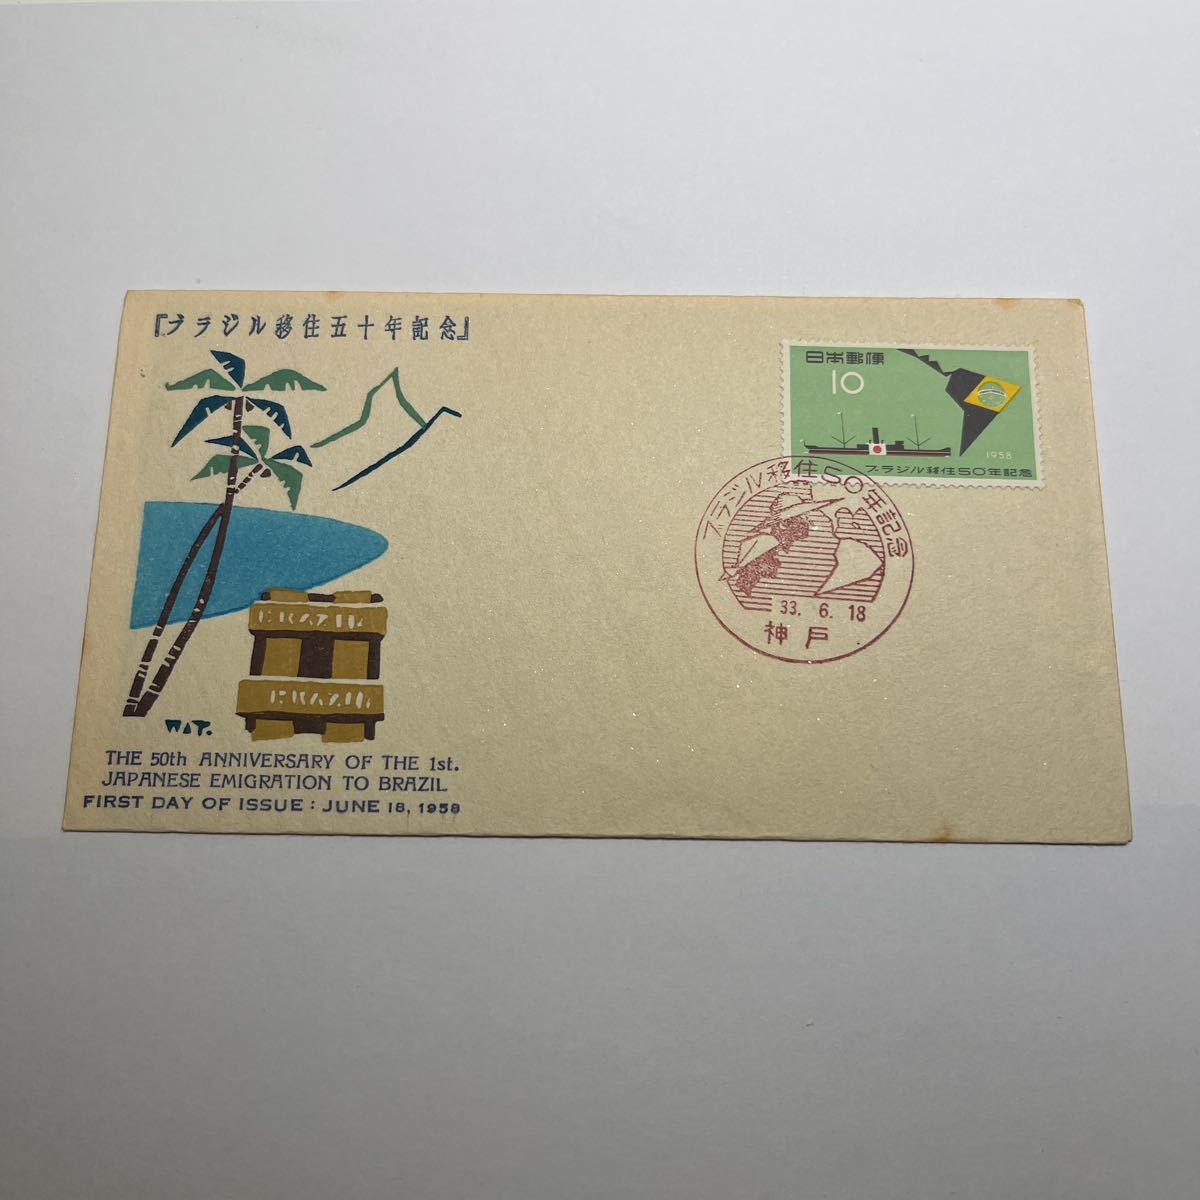 『ブラジル移住五十年記念』
BRAZIL
BRAZIL
WAT.
THE 50th ANNIVERSARY OF THE 1st.
JAPANESE EMIGRATION TO BRAZIL
FIRST DAY OF ISSUE : JUNE 18, 1958
日本郵便
10
1958
ブラジル移住50年記念
ブラジル移住50年記念
33. 6. 18
神戸